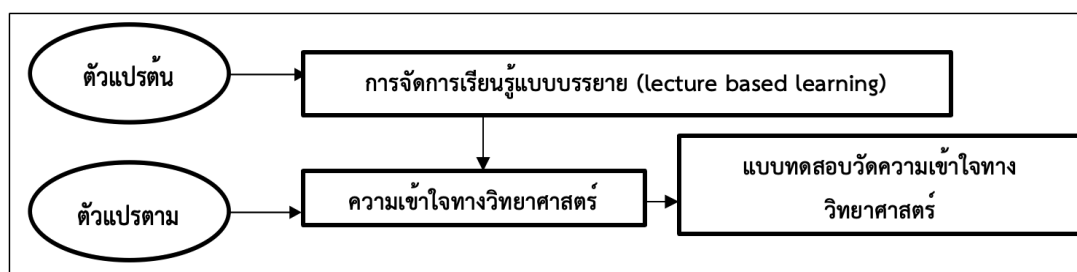 ตัวแปรต้น
การจัดการเรียนรู้แบบบรรยาย (lecture based learning)
ตัวแปรตาม
ความเข้าใจทางวิทยาศาสตร์
แบบทดสอบวัดความเข้าใจทาง
วิทยาศาสตร์